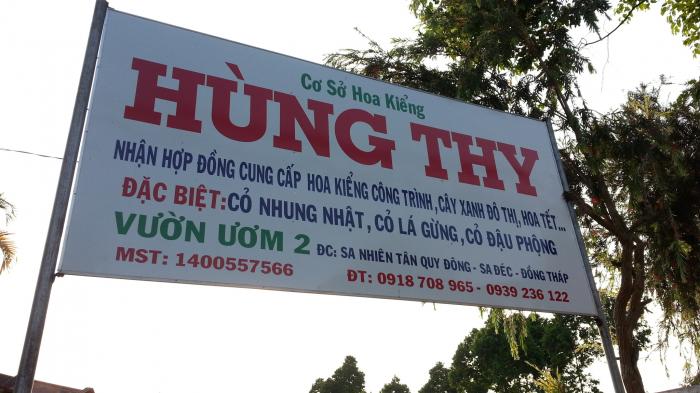 Cơ Sở Hoa Kiểng
HÙNG THY
NHẬN HỢP ĐỒNG CUNG CẤP HOA KIỂNG CÔNG TRÌNH, CÂY XANH ĐÔ THỊ, HOA TẾT...
ĐẶC BIỆT: CỎ NHUNG NHẬT, CỎ LÁ GỪNG, CỎ ĐẬU PHỘNG
VƯỜN ƯƠM 2 ĐC: SA NHIÊN TÂN QUY ĐÔNG - SA ĐÉC - ĐỒNG THÁP
MST: 1400557566 ĐT: 0918 708 965 - 0939 236 122